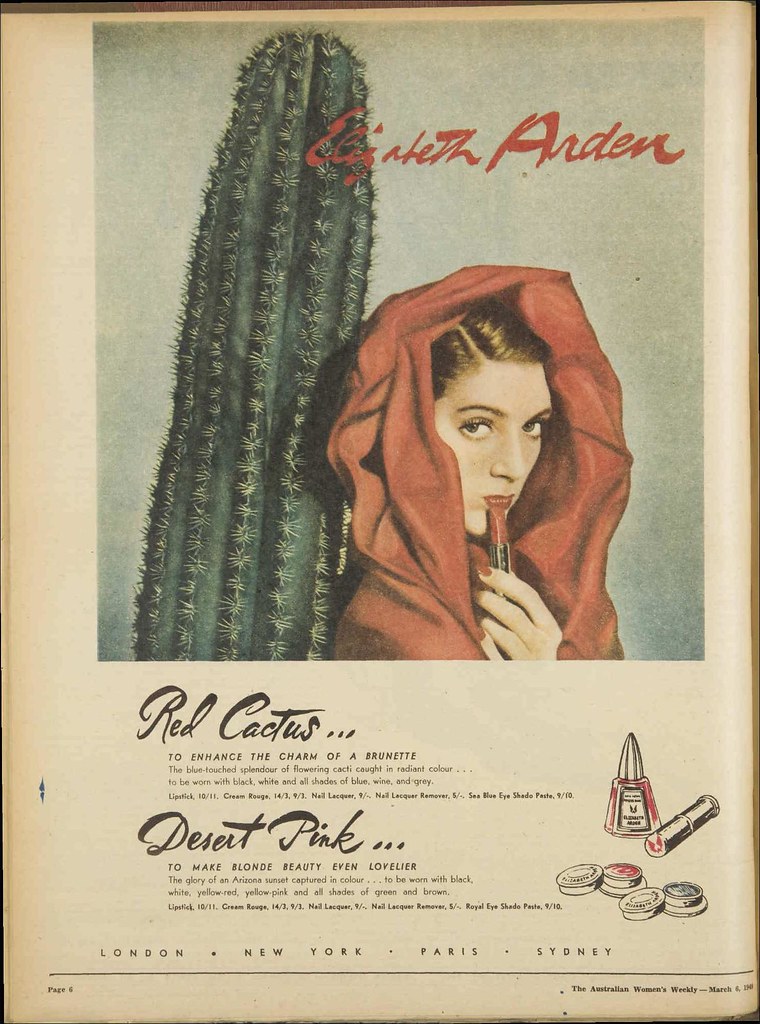 Elizabeth Arden
Red Cactus...
TO ENHANCE THE CHARM OF A BRUNETTE
The blue-touched splendour of flowering cacti caught in radiant colour . . .
to be worn with black, white and all shades of blue, wine, and grey.
Lipstick, 10/11. Cream Rouge, 14/3, 9/3. Nail Lacquer, 9/-. Nail Lacquer Remover, 5/-. Sea Blue Eye Shado Paste, 9/10.
Desert Pink...
TO MAKE BLONDE BEAUTY EVEN LOVELIER
The glory of an Arizona sunset captured in colour . . . to be worn with black,
white, yellow-red, yellow-pink and all shades of green and brown.
Lipstick, 10/11. Cream Rouge, 14/3, 9/3. Nail Lacquer, 9/-. Nail Lacquer Remover, 5/-. Royal Eye Shado Paste, 9/10.
ELIZABETH
ARDEN
LONDON • NEW YORK · PARIS · SYDNEY
Page 6
The Australian Women's Weekly — March 6,